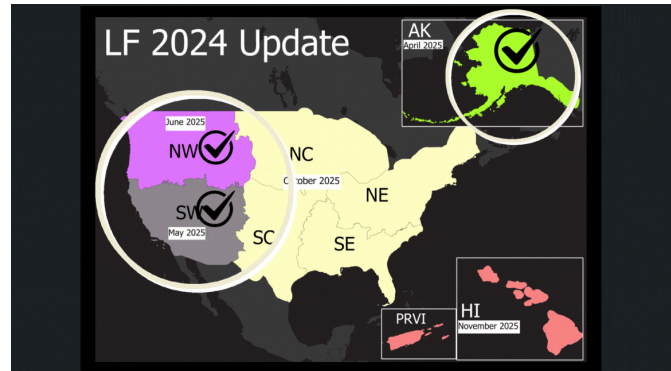 LF 2024 Update
AK
April 2025
June 2025
NW
NC
October 2025
NE
SW
May 2025
SC
SE
PRVI
HI
November 2025